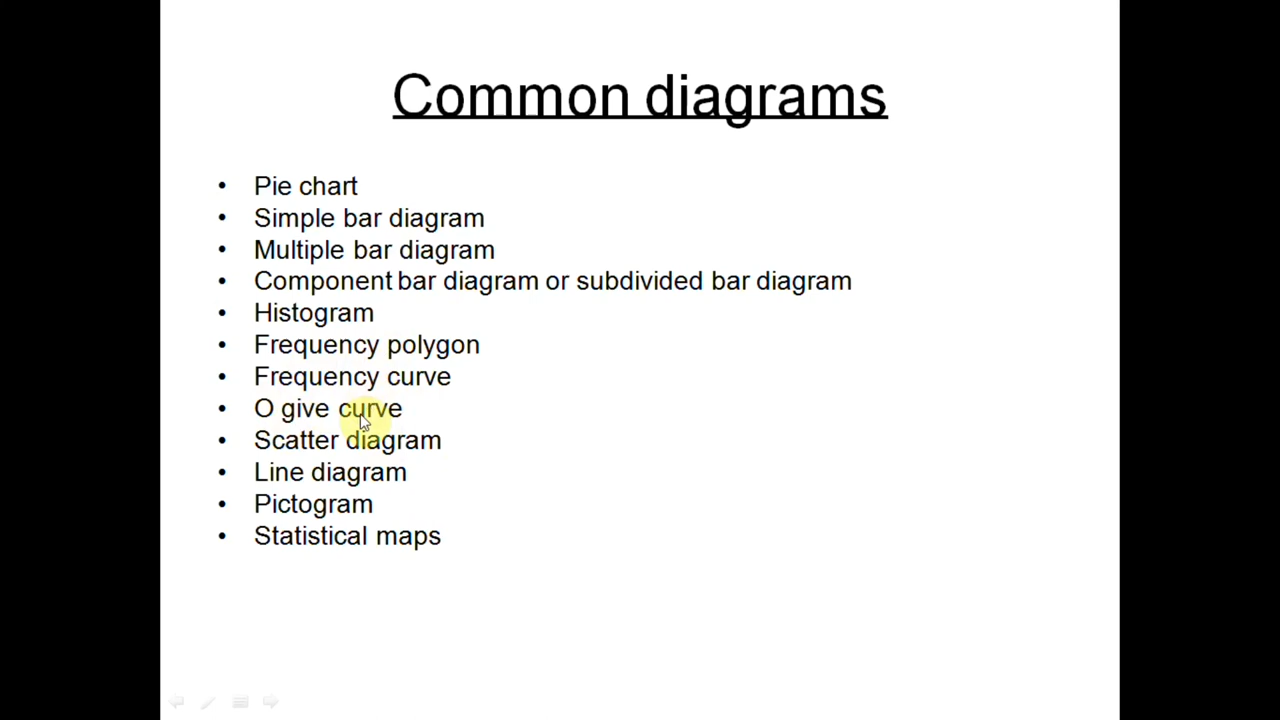 Common diagrams
• Pie chart
• Simple bar diagram
• Multiple bar diagram
• Component bar diagram or subdivided bar diagram
• Histogram
• Frequency polygon
• Frequency curve
• O give curve
• Scatter diagram
• Line diagram
• Pictogram
• Statistical maps